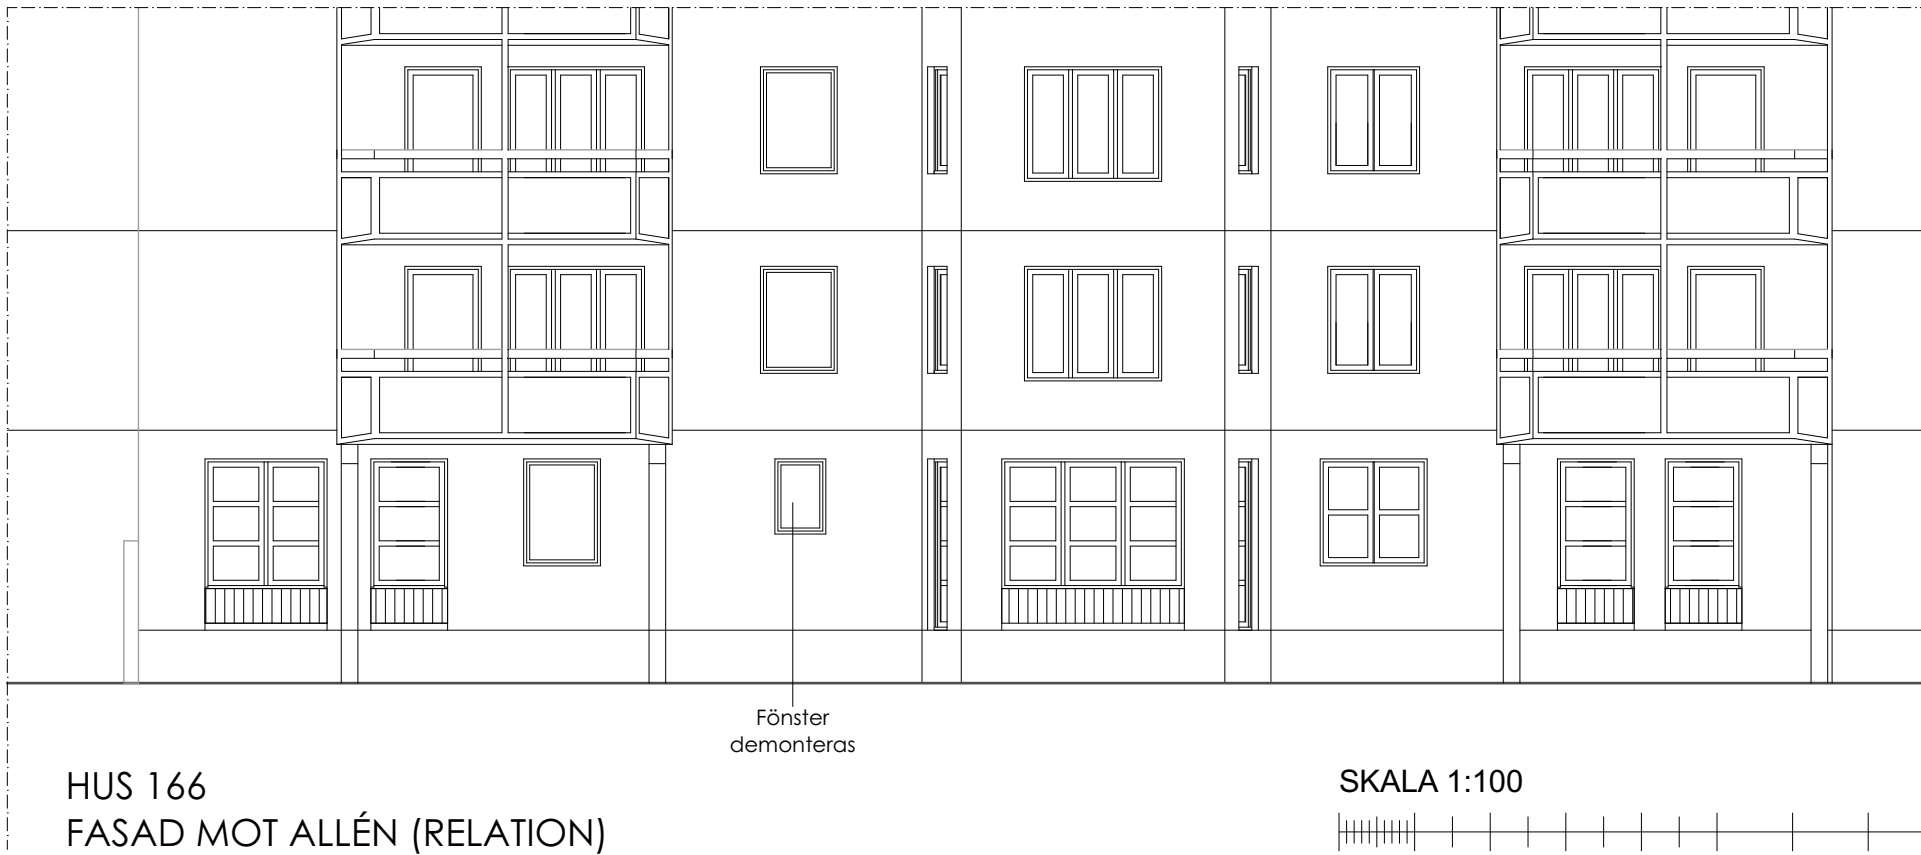 Fönster
demonteras
HUS 166
FASAD MOT ALLÉN (RELATION)
SKALA 1:100